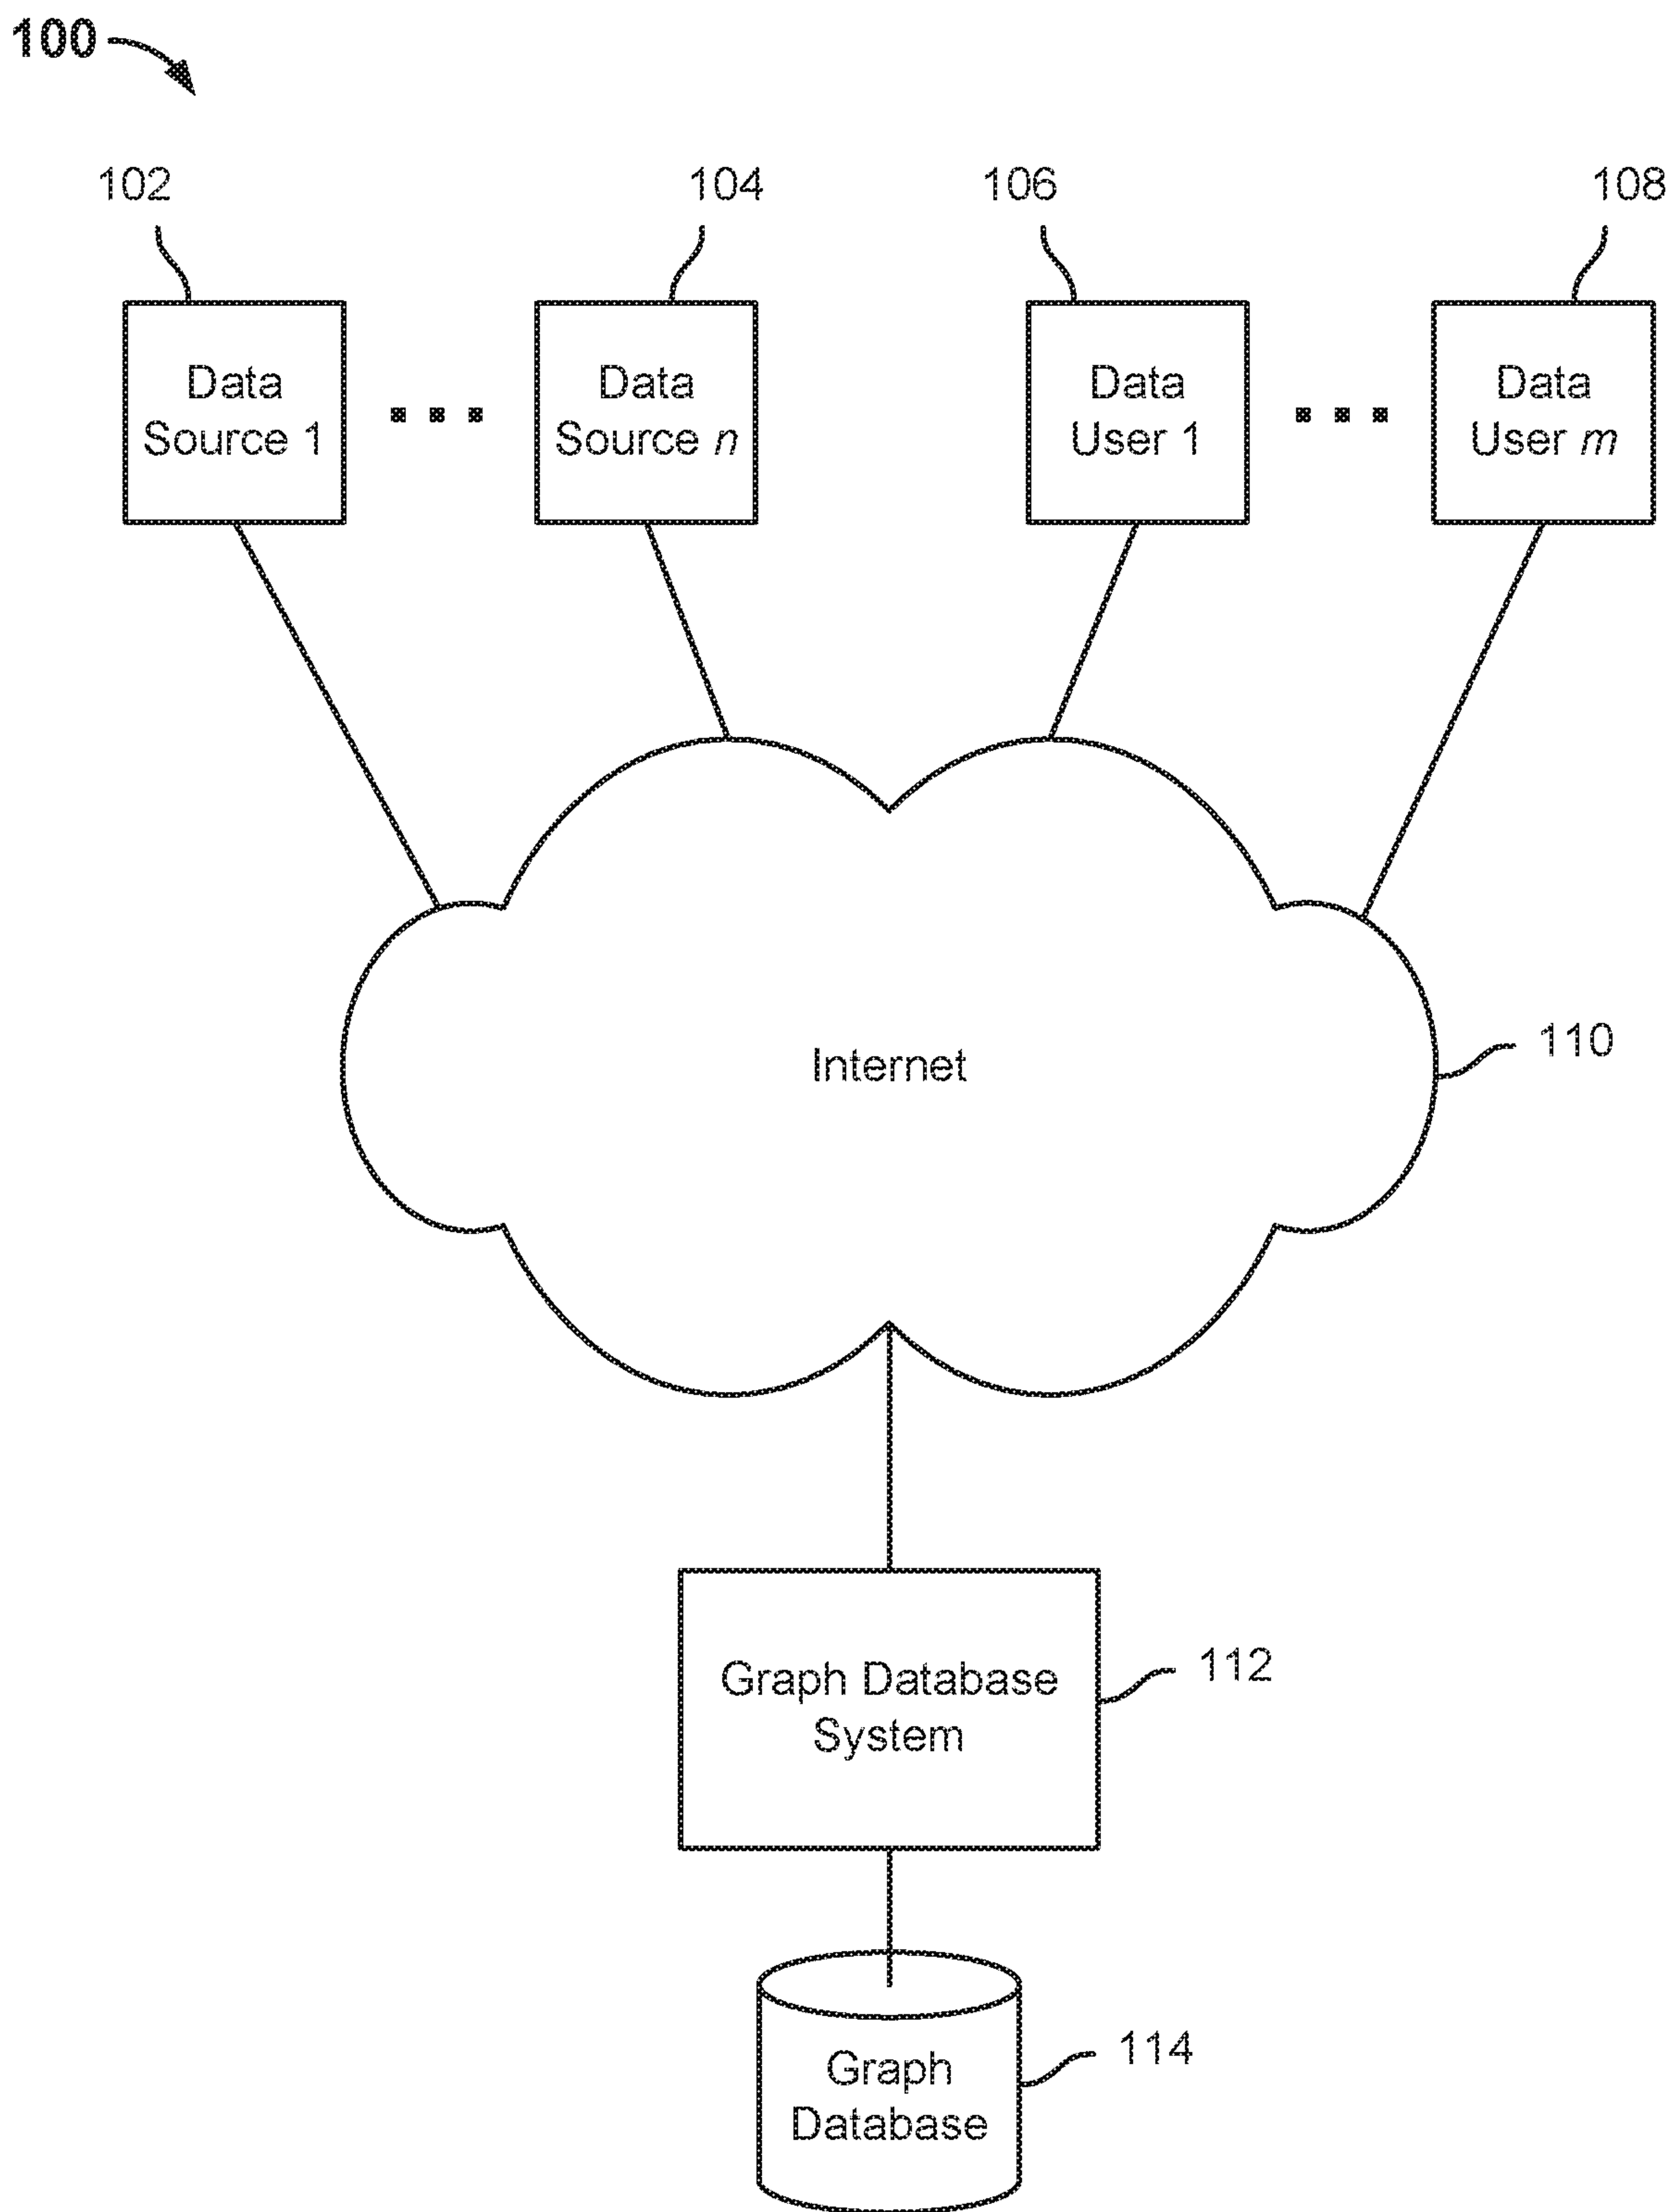 100
102
104
106
108
Data
Source 1
Data
Source n
Data
User 1
Data
User m
Internet
110
Graph Database
System
112
Graph
Database
114